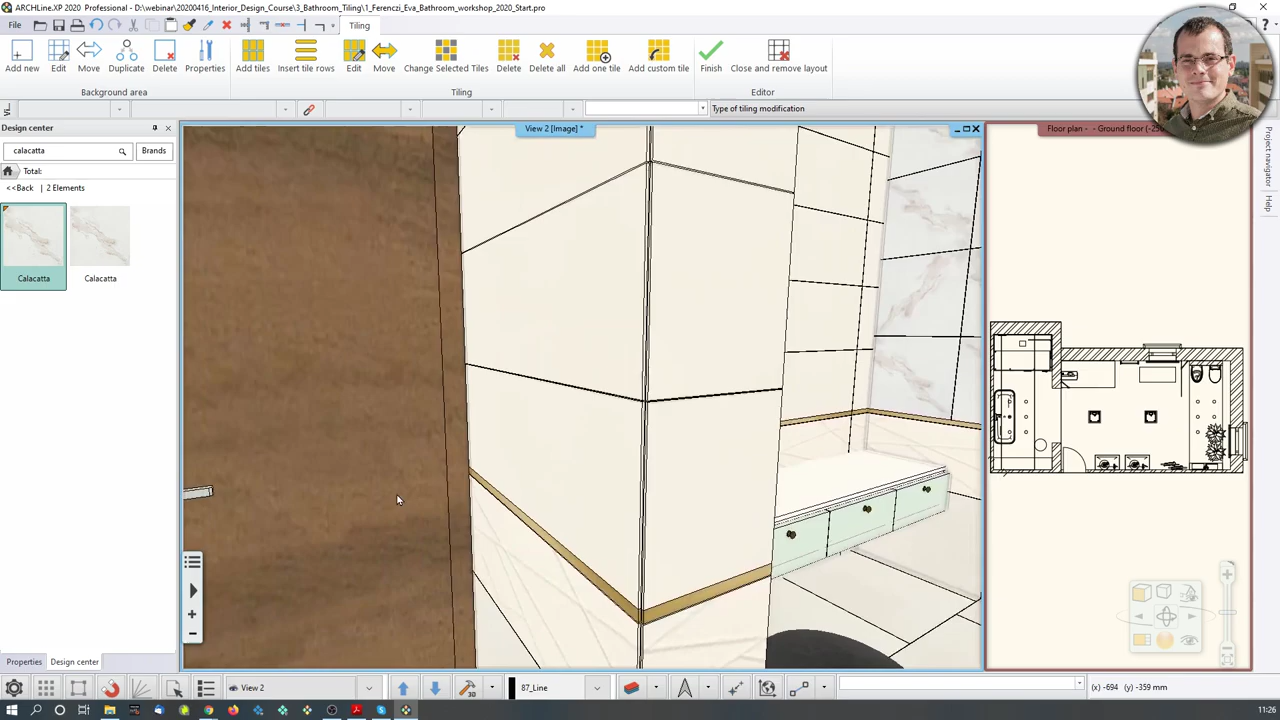 ARCHLine.XP 2020 - Professional - D:\webinar\20200416_Interior_Design_Course\3_Bathroom_Tiling\1_Ferenczi_Eva_Bathroom_workshop_2020_Start.pro
File
Tiling
Add new
Edit
Move
Duplicate
Delete
Properties
Add tiles
Insert tile rows
Edit
Move
Change Selected Tiles
Delete
Delete all
Add one tile
Add custom tile
Finish
Close and remove layout
Background area
Tiling
Editor
Type of tiling modification
Design center
View 2 [Image] *
Floor plan - - Ground floor (-25
calacatta
Brands
Total:
<<Back | 2 Elements
Calacatta
Calacatta
Project navigator
Help
Properties
Design center
View 2
87_Line
(x) -694 (y) -359 mm
11:26